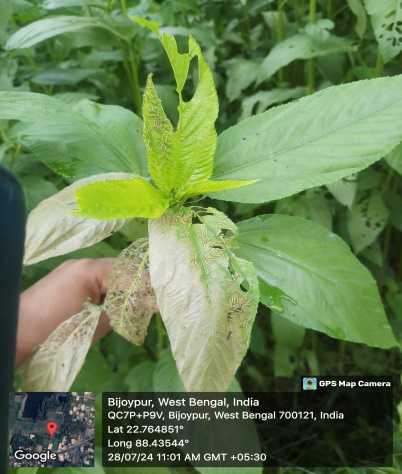 GPS Map Camera
Bijoypur, West Bengal, India
QC7P+P9V, Bijoypur, West Bengal 700121, India
Lat 22.764851°
Long 88.43544°
28/07/24 11:01 AM GMT +05:30
Google